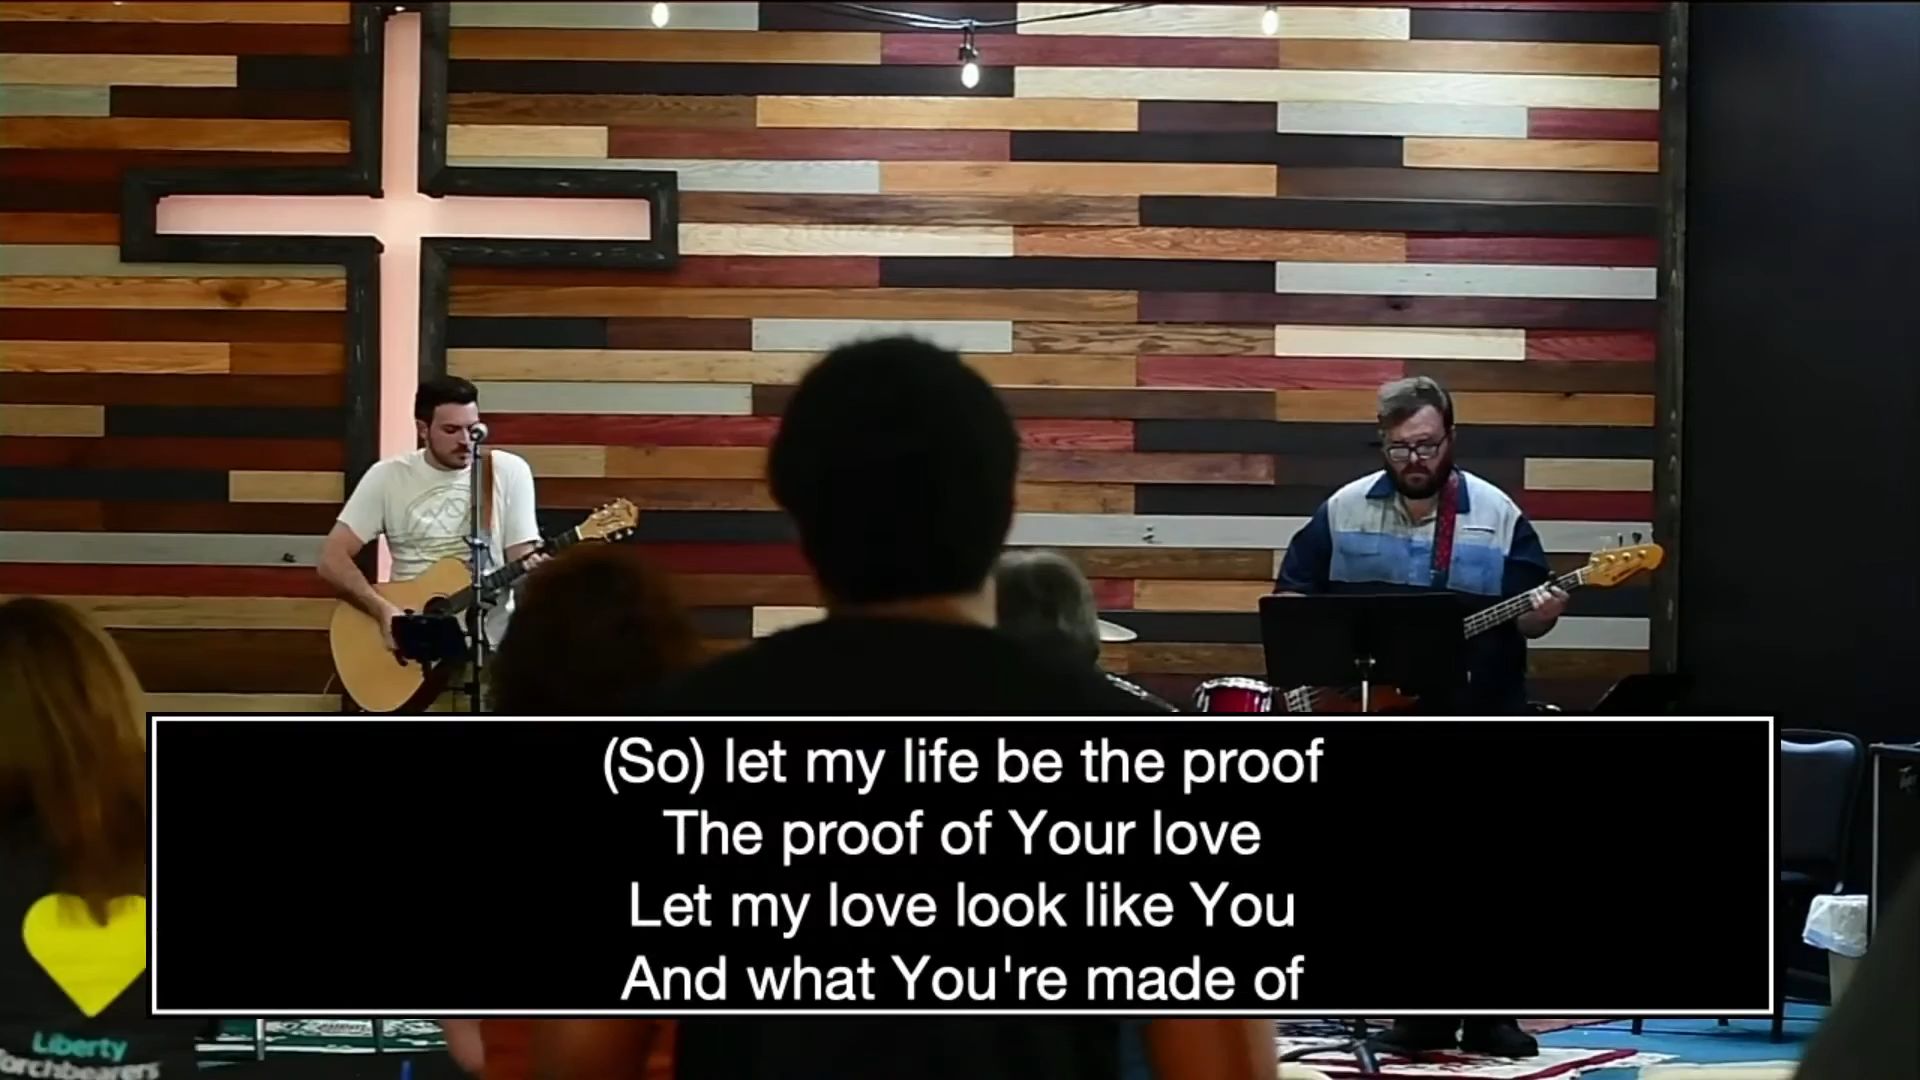 (So) let my life be the proof
The proof of Your love
Let my love look like You
And what You're made of
Liberty